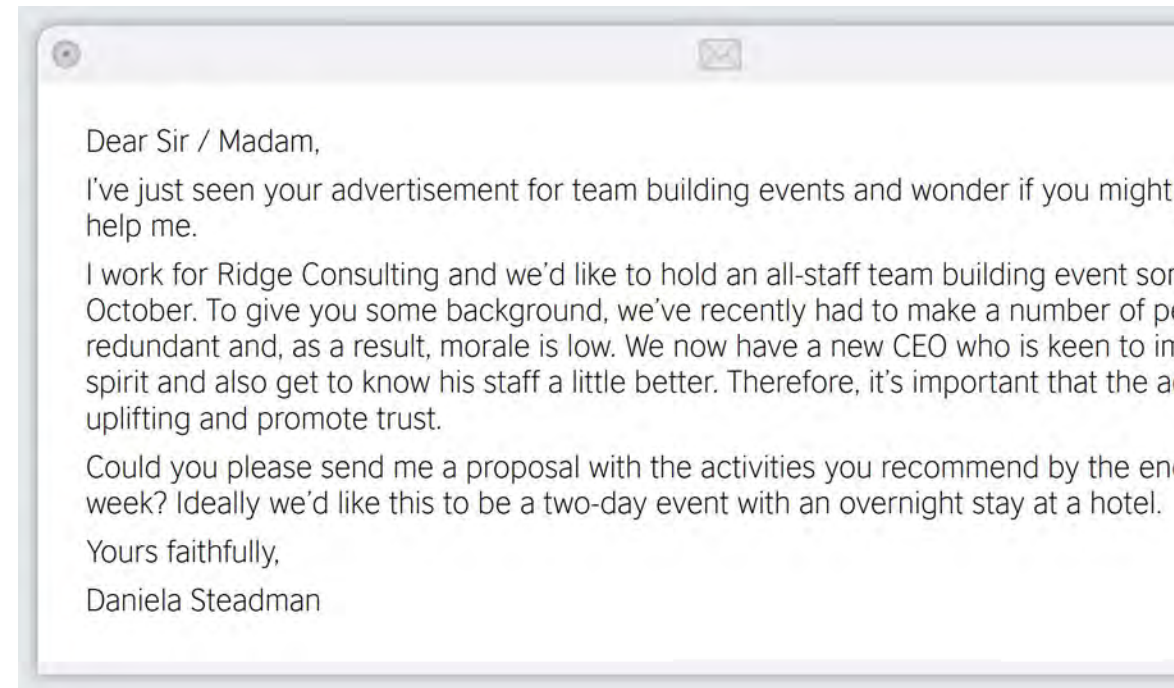 Dear Sir / Madam,
I've just seen your advertisement for team building events and wonder if you might
help me.
I work for Ridge Consulting and we'd like to hold an all-staff team building event
October. To give you some background, we've recently had to make a number of
redundant and, as a result, morale is low. We now have a new CEO who is keen to
spirit and also get to know his staff a little better. Therefore, it's important that the
uplifting and promote trust.
Could you please send me a proposal with the activities you recommend by the
week? Ideally we'd like this to be a two-day event with an overnight stay at a hotel.
Yours faithfully,
Daniela Steadman